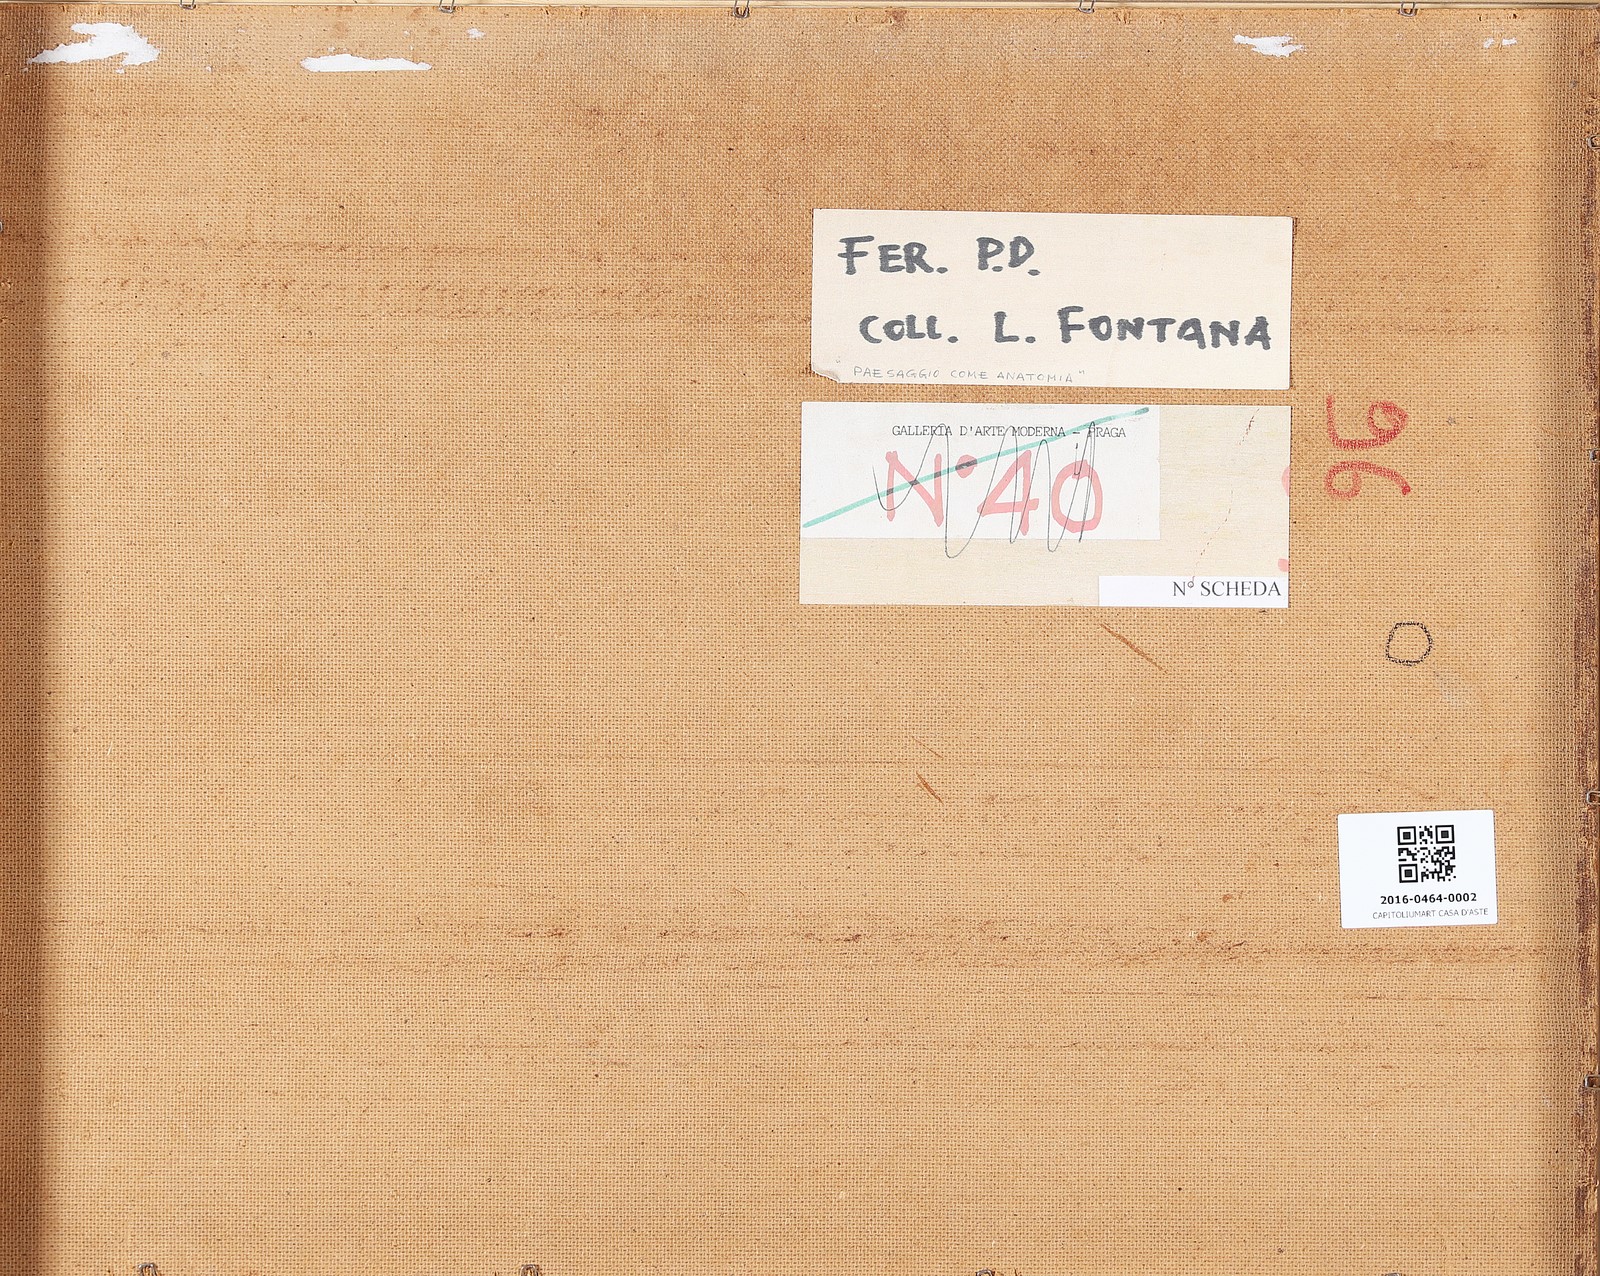 FER. P.D.
COLL. L. FONTANA
PAESAGGIO COME ANATOMIA"
GALLERIA D'ARTE MODERNA - PRAGA
N° 40
N° SCHEDA
96
2016-0464-0002
CAPITOLIUMART CASA D'ASTE